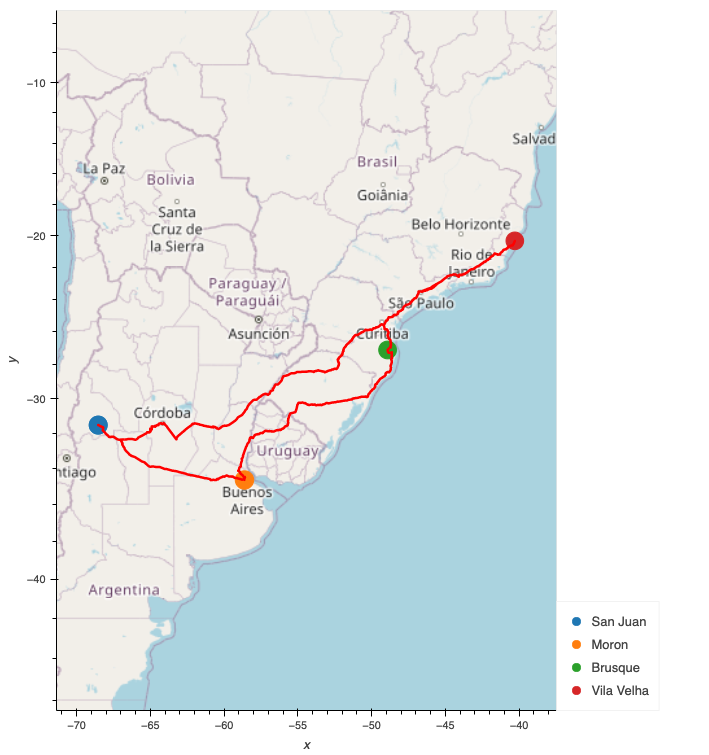 Salvad
La Paz
Brasil
Bolivia
Goiânia
Santa
Cruz de
la Sierra
Belo Horizonte
Rio de
Janeiro
Paraguay /
Paraguái
São Paulo
Asunción
Curitiba
Córdoba
Uruguay
ntiago
Buenos
Aires
Argentina
−10
−20
−30
−40
y
−70
−65
−60
−55
−50
−45
−40
x
San Juan
Moron
Brusque
Vila Velha